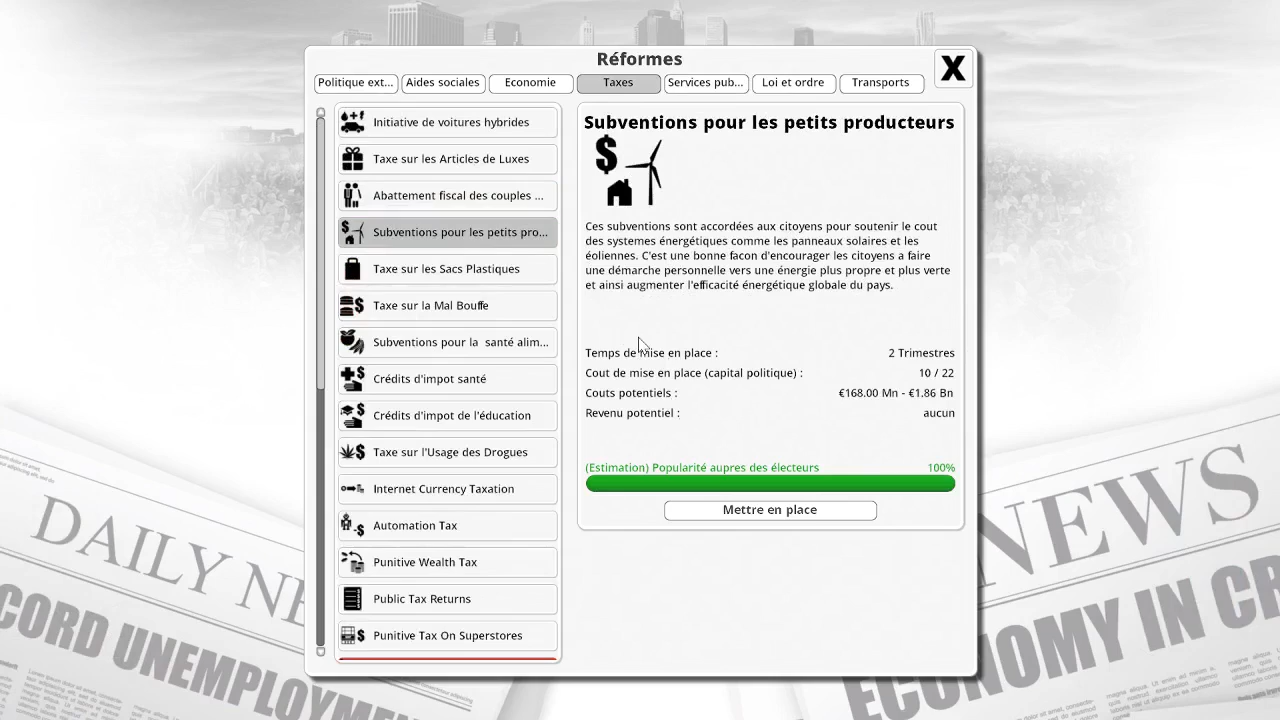 Réformes
X
Politique ext...
Aides sociales
Economie
Taxes
Services pub...
Loi et ordre
Transports
Initiative de voitures hybrides
Taxe sur les Articles de Luxes
Abattement fiscal des couples ...
Subventions pour les petits pro...
Taxe sur les Sacs Plastiques
Taxe sur la Mal Bouffe
Subventions pour la  santé alim...
Crédits d'impot santé
Crédits d'impot de l'éducation
Taxe sur l'Usage des Drogues
Internet Currency Taxation
Automation Tax
Punitive Wealth Tax
Public Tax Returns
Punitive Tax On Superstores
Subventions pour les petits producteurs
Ces subventions sont accordées aux citoyens pour soutenir le cout
des systemes énergétiques comme les panneaux solaires et les
éoliennes. C'est une bonne facon d'encourager les citoyens a faire
une démarche personnelle vers une énergie plus propre et plus verte
et ainsi augmenter l'efficacité énergétique globale du pays.
Temps de mise en place : 2 Trimestres
Cout de mise en place (capital politique) : 10 / 22
Couts potentiels : €168.00 Mn - €1.86 Bn
Revenu potentiel : aucun
(Estimation) Popularité aupres des électeurs 100%
Mettre en place
DAILY NE
CORD UNEMPLOYM
NEWS
ECONOMY IN CR